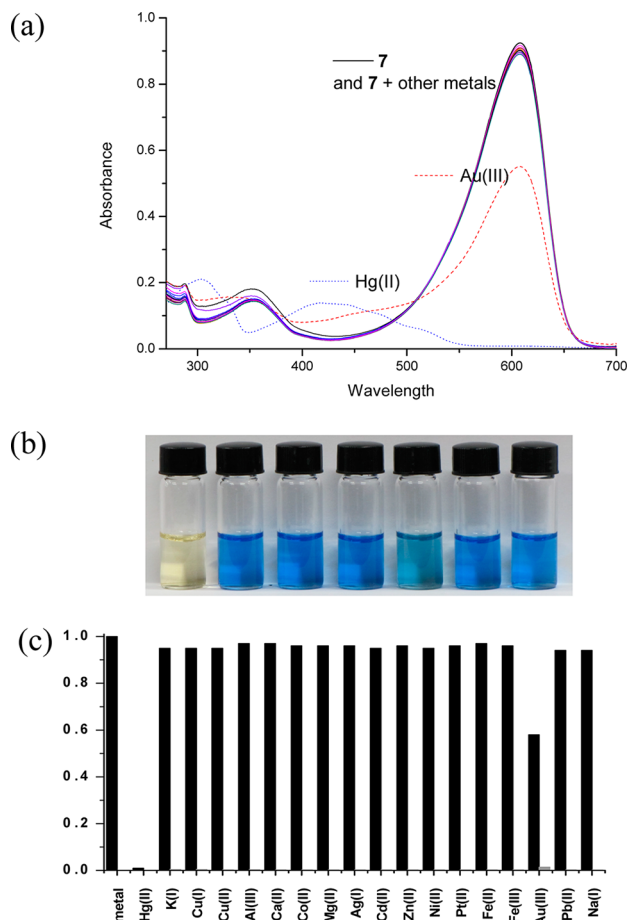 (a)
1.0
0.8
0.6
0.4
0.2
0.0
Absorbance
7
and 7 + other metals
Au(III)
Hg(II)
300
400
500
600
700
Wavelength
(b)
(c)
1.0
0.8
0.6
0.4
0.2
0.0
metal
Hg(II)
K(I)
Cu(I)
Cu(II)
Al(III)
Ca(II)
Co(II)
Mg(II)
Ag(I)
Cd(II)
Zn(II)
Ni(II)
Pt(II)
Fe(II)
Fe(III)
Au(III)
Pb(II)
Na(I)